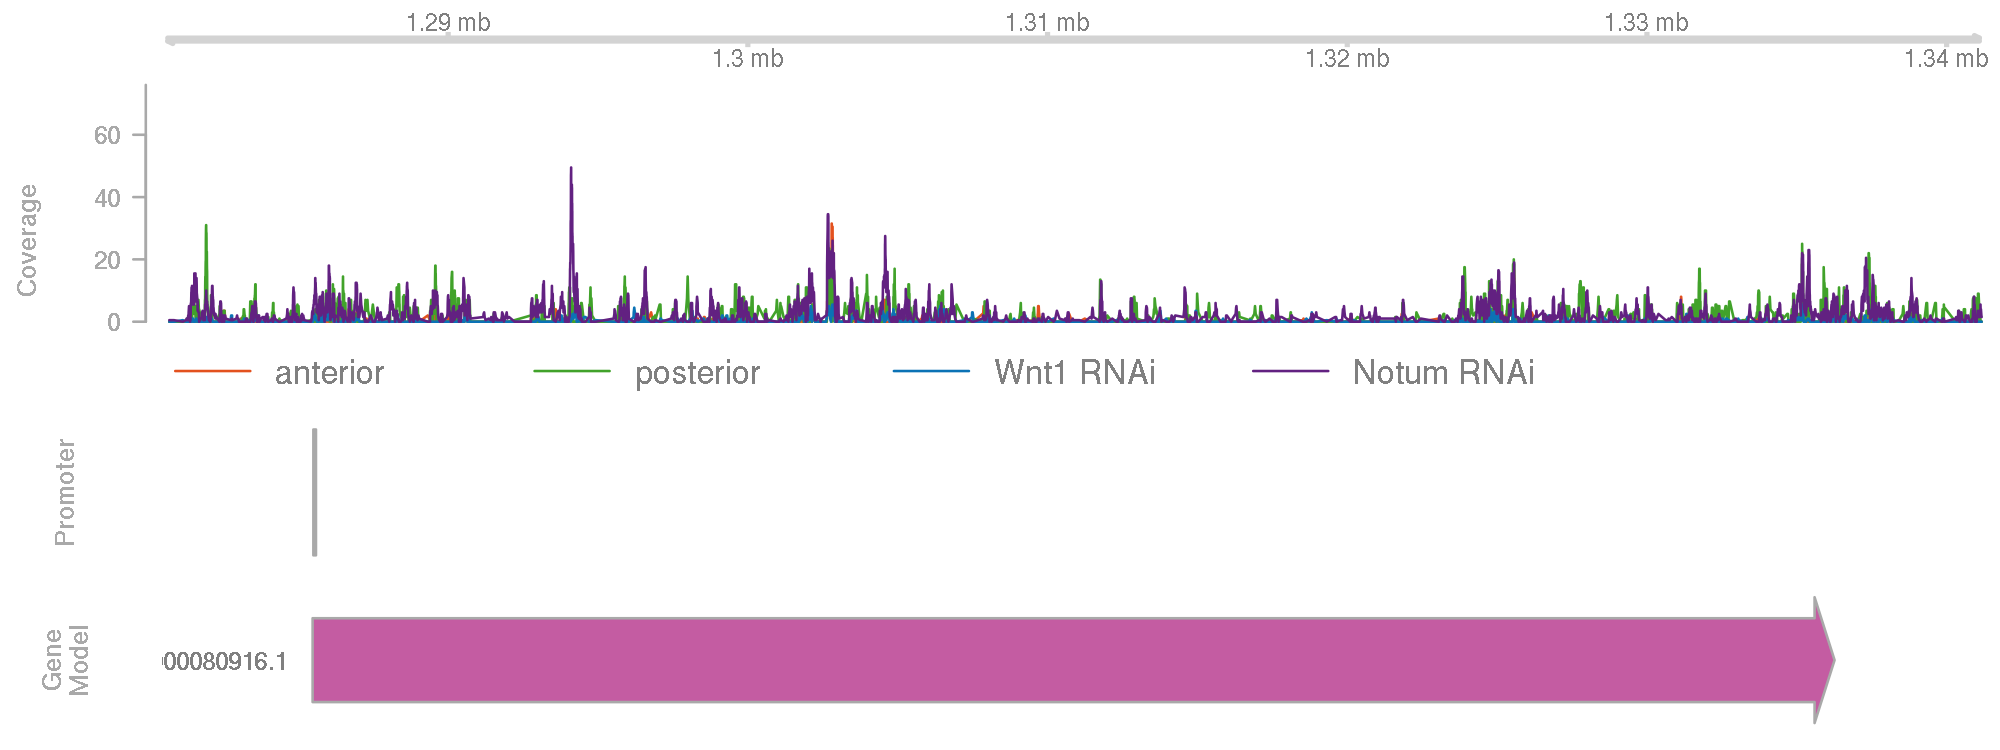 1.29 mb 1.31 mb 1.33 mb
1.3 mb 1.32 mb 1.34 mb
Coverage
60
40
20
0
anterior posterior Wnt1 RNAi Notum RNAi
Promoter
0
Gene
Model
00080916.1